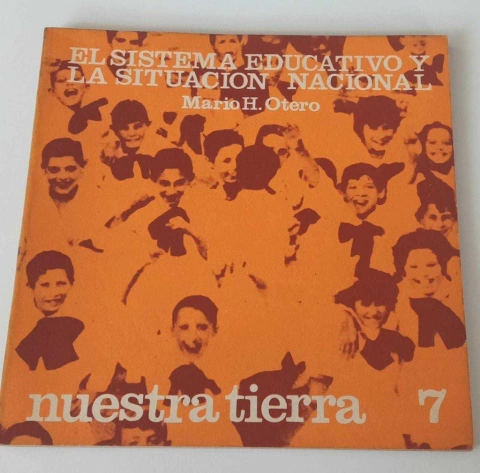 EL SISTEMA EDUCATIVO Y
LA SITUACION NACIONAL
Mario H. Otero
nuestra tierra 7